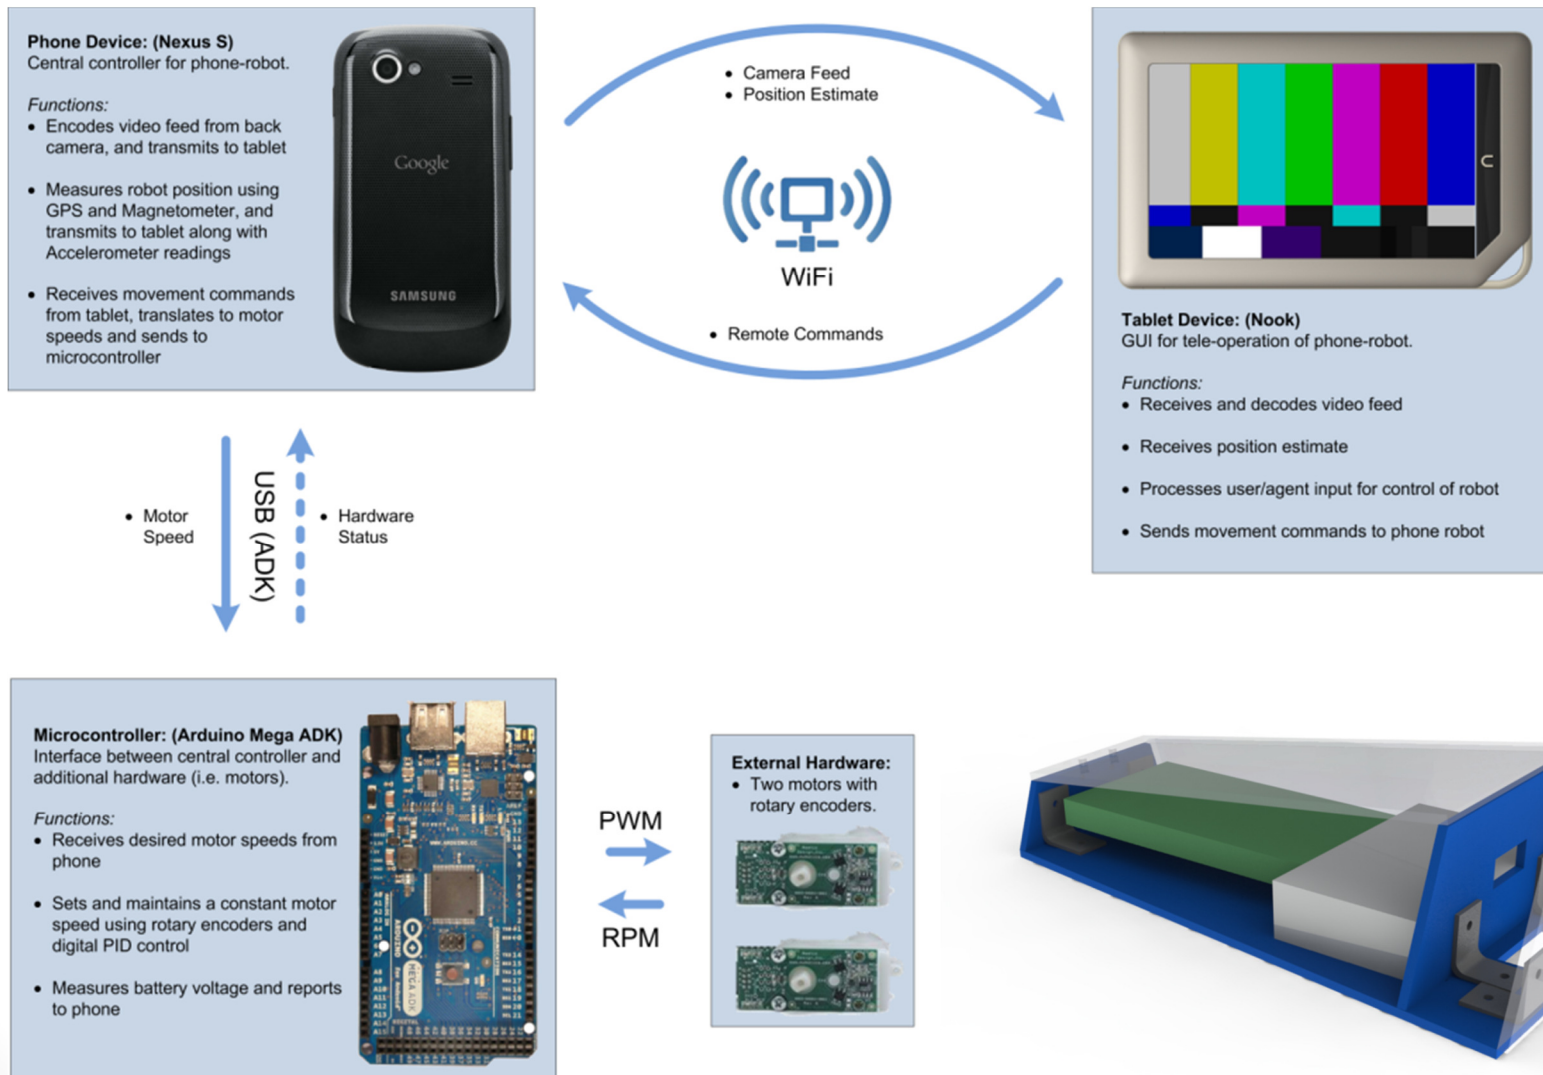 Phone Device: (Nexus S)
Central controller for phone-robot.
Functions:
• Encodes video feed from back
camera, and transmits to tablet
• Measures robot position using
GPS and Magnetometer, and
transmits to tablet along with
Accelerometer readings
• Receives movement commands
from tablet, translates to motor
speeds and sends to
microcontroller
Google
SAMSUNG
• Camera Feed
• Position Estimate
WiFi
• Remote Commands
Tablet Device: (Nook)
GUI for tele-operation of phone-robot.
Functions:
• Receives and decodes video feed
• Receives position estimate
• Processes user/agent input for control of robot
• Sends movement commands to phone robot
• Motor
Speed
USB (ADK)
• Hardware
Status
Microcontroller: (Arduino Mega ADK)
Interface between central controller and
additional hardware (i.e. motors).
Functions:
• Receives desired motor speeds from
phone
• Sets and maintains a constant motor
speed using rotary encoders and
digital PID control
• Measures battery voltage and reports
to phone
WWW.ARDUINO.CC
ARDUINO
MEGA ADK
DIGITAL
PWM
RPM
External Hardware:
• Two motors with
rotary encoders.